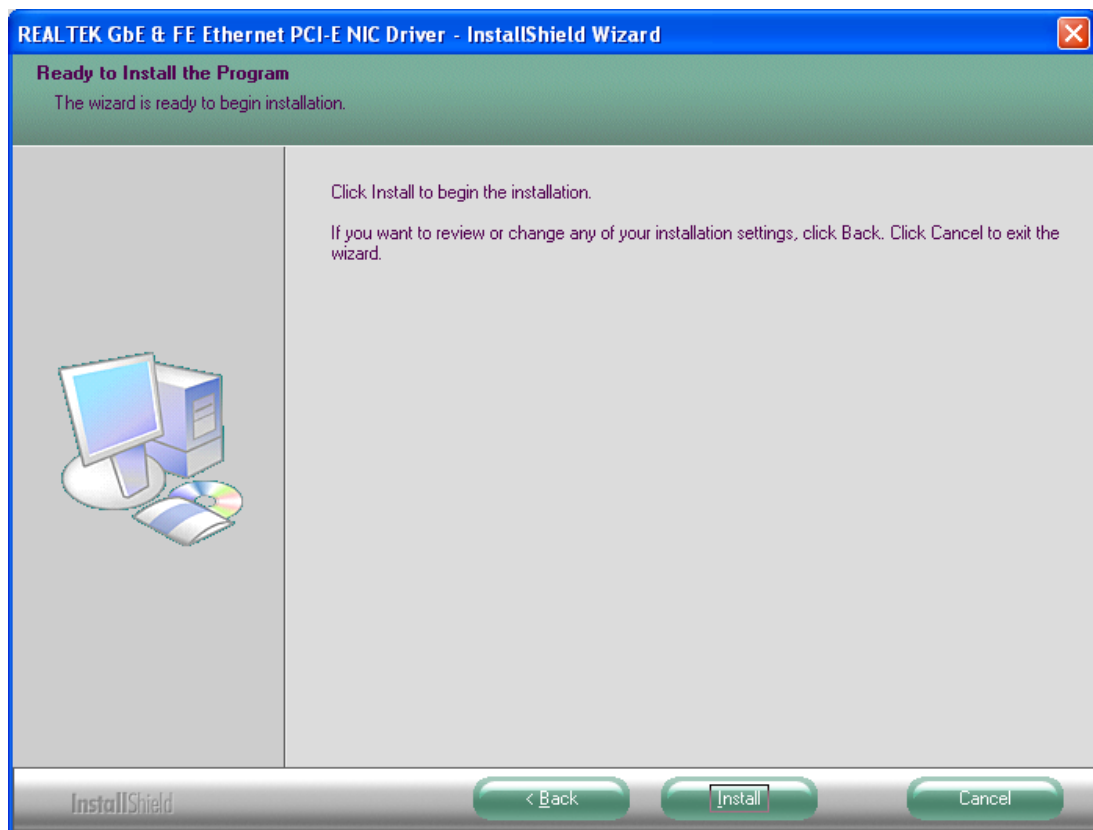 REALTEK GbE & FE Ethernet PCI-E NIC Driver - InstallShield Wizard
Ready to Install the Program
The wizard is ready to begin installation.
Click Install to begin the installation.
If you want to review or change any of your installation settings, click Back. Click Cancel to exit the
wizard.
InstallShield
< Back
Install
Cancel